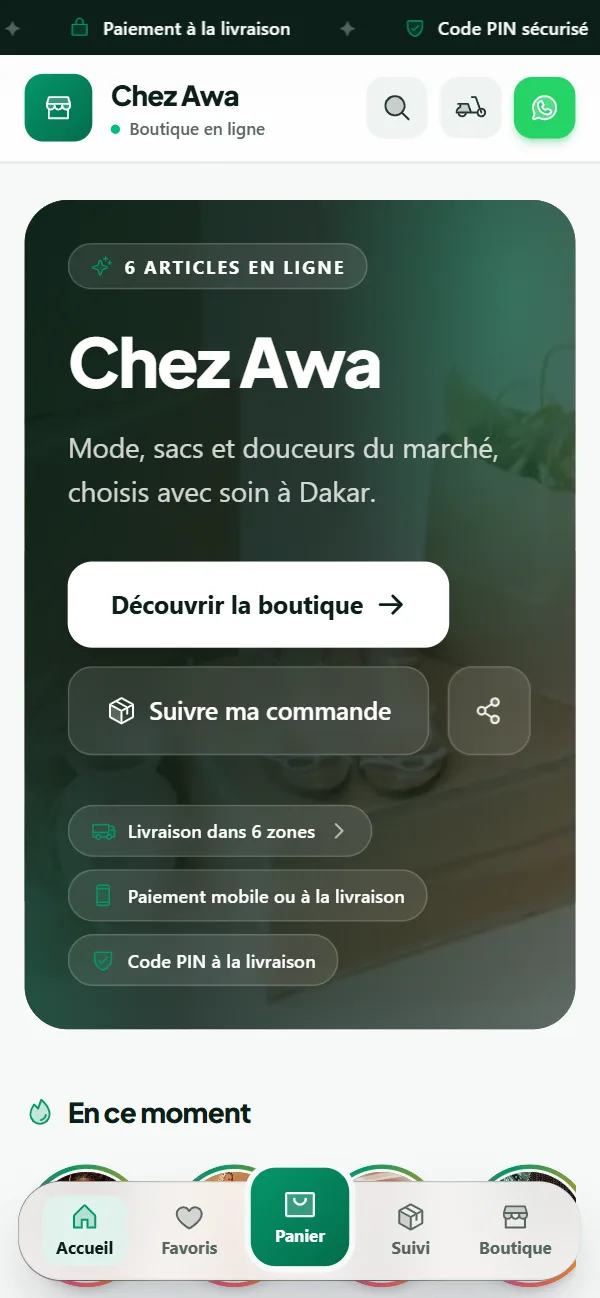 Paiement à la livraison
Code PIN sécurisé
Chez Awa
Boutique en ligne
6 ARTICLES EN LIGNE
Chez Awa
Mode, sacs et douceurs du marché,
choisis avec soin à Dakar.
Découvrir la boutique
Suivre ma commande
Livraison dans 6 zones
Paiement mobile ou à la livraison
Code PIN à la livraison
En ce moment
Accueil
Favoris
Panier
Suivi
Boutique